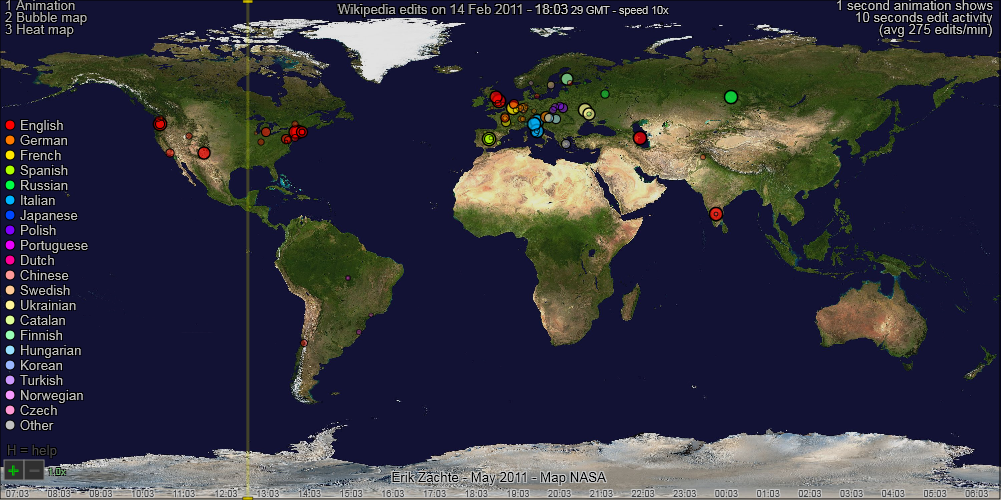 1 Animation
2 Bubble map
3 Heat map
Wikipedia edits on 14 Feb 2011 - 18:03 29 GMT - speed 10x
1 second animation shows
10 seconds edit activity
(avg 275 edits/min)
English
German
French
Spanish
Russian
Italian
Japanese
Polish
Portuguese
Dutch
Chinese
Swedish
Ukrainian
Catalan
Finnish
Hungarian
Korean
Turkish
Norwegian
Czech
Other
H = help
+ -
Erik Zachte - May 2011 - Map NASA
07:03 08:03 09:03 10:03 11:03 12:03 13:03 14:03 15:03 16:03 17:03 18:03 19:03 20:03 21:03 22:03 23:03 00:03 01:03 02:03 03:03 04:03 05:03 06:03